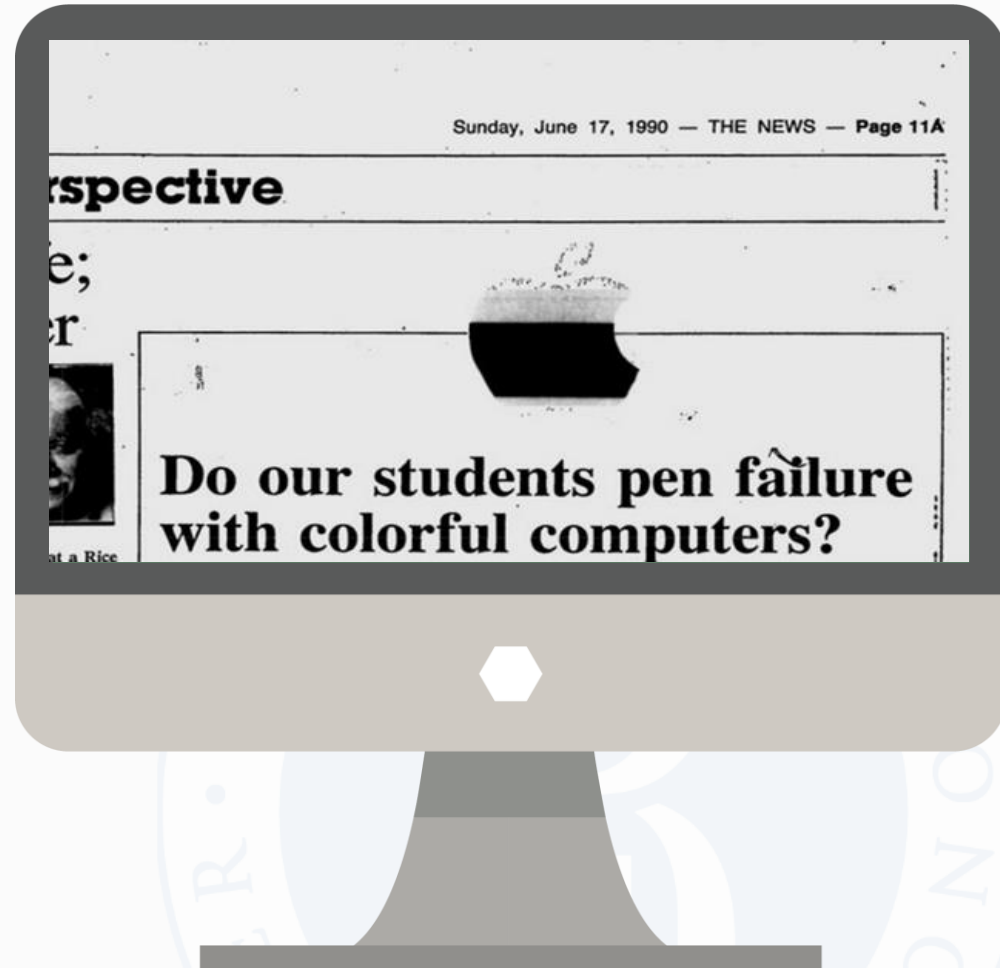 Sunday, June 17, 1990 — THE NEWS — Page 11A
rspective
e;
er
at a Rice
Do our students pen failure
with colorful computers?
R
E
O
N
O